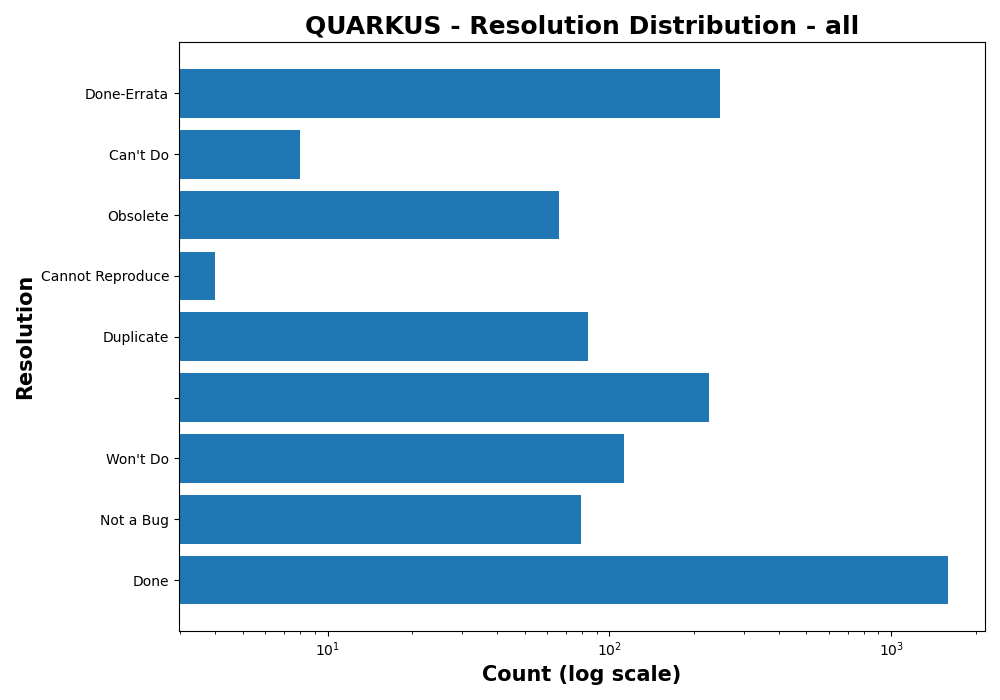 QUARKUS - Resolution Distribution - all
Done-Errata
Can't Do
Obsolete
Cannot Reproduce
Duplicate
Won't Do
Not a Bug
Done
Resolution
10¹ 10² 10³
Count (log scale)